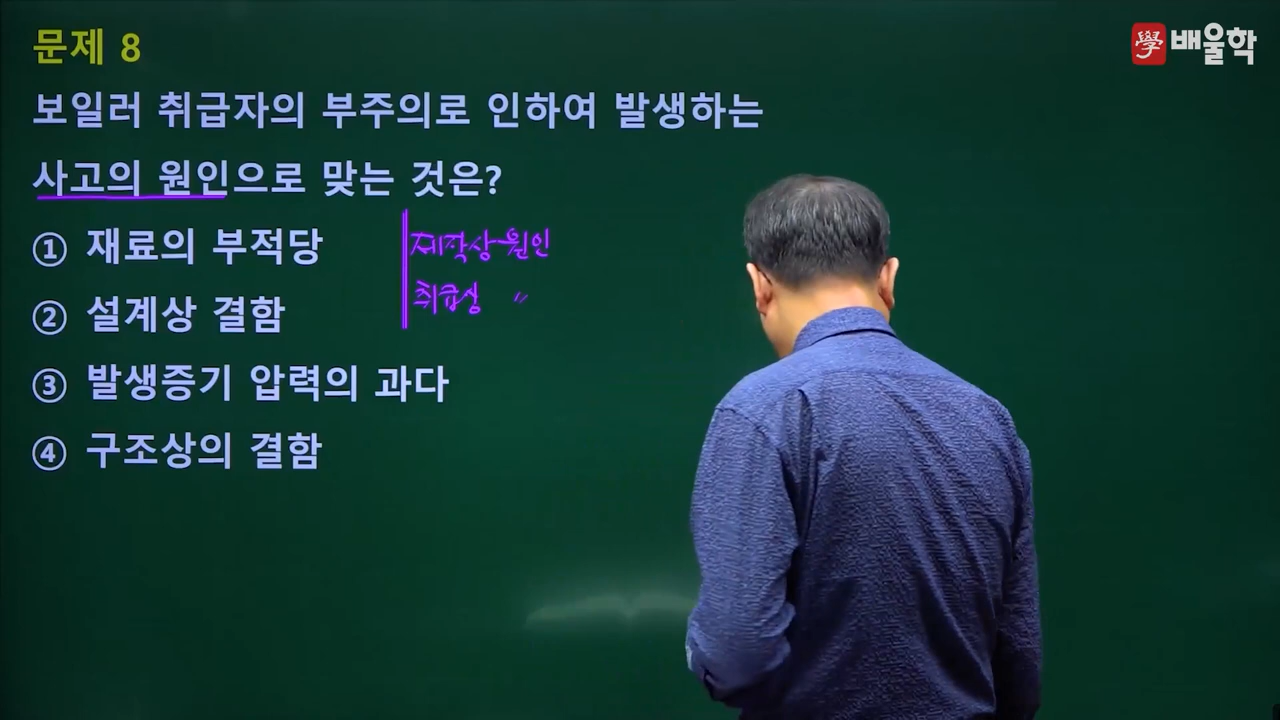 문제 8
學 배울학
보일러 취급자의 부주의로 인하여 발생하는
사고의 원인으로 맞는 것은?
① 재료의 부적당
제작상 원인
② 설계상 결함
취급상 〃
③ 발생증기 압력의 과다
④ 구조상의 결함